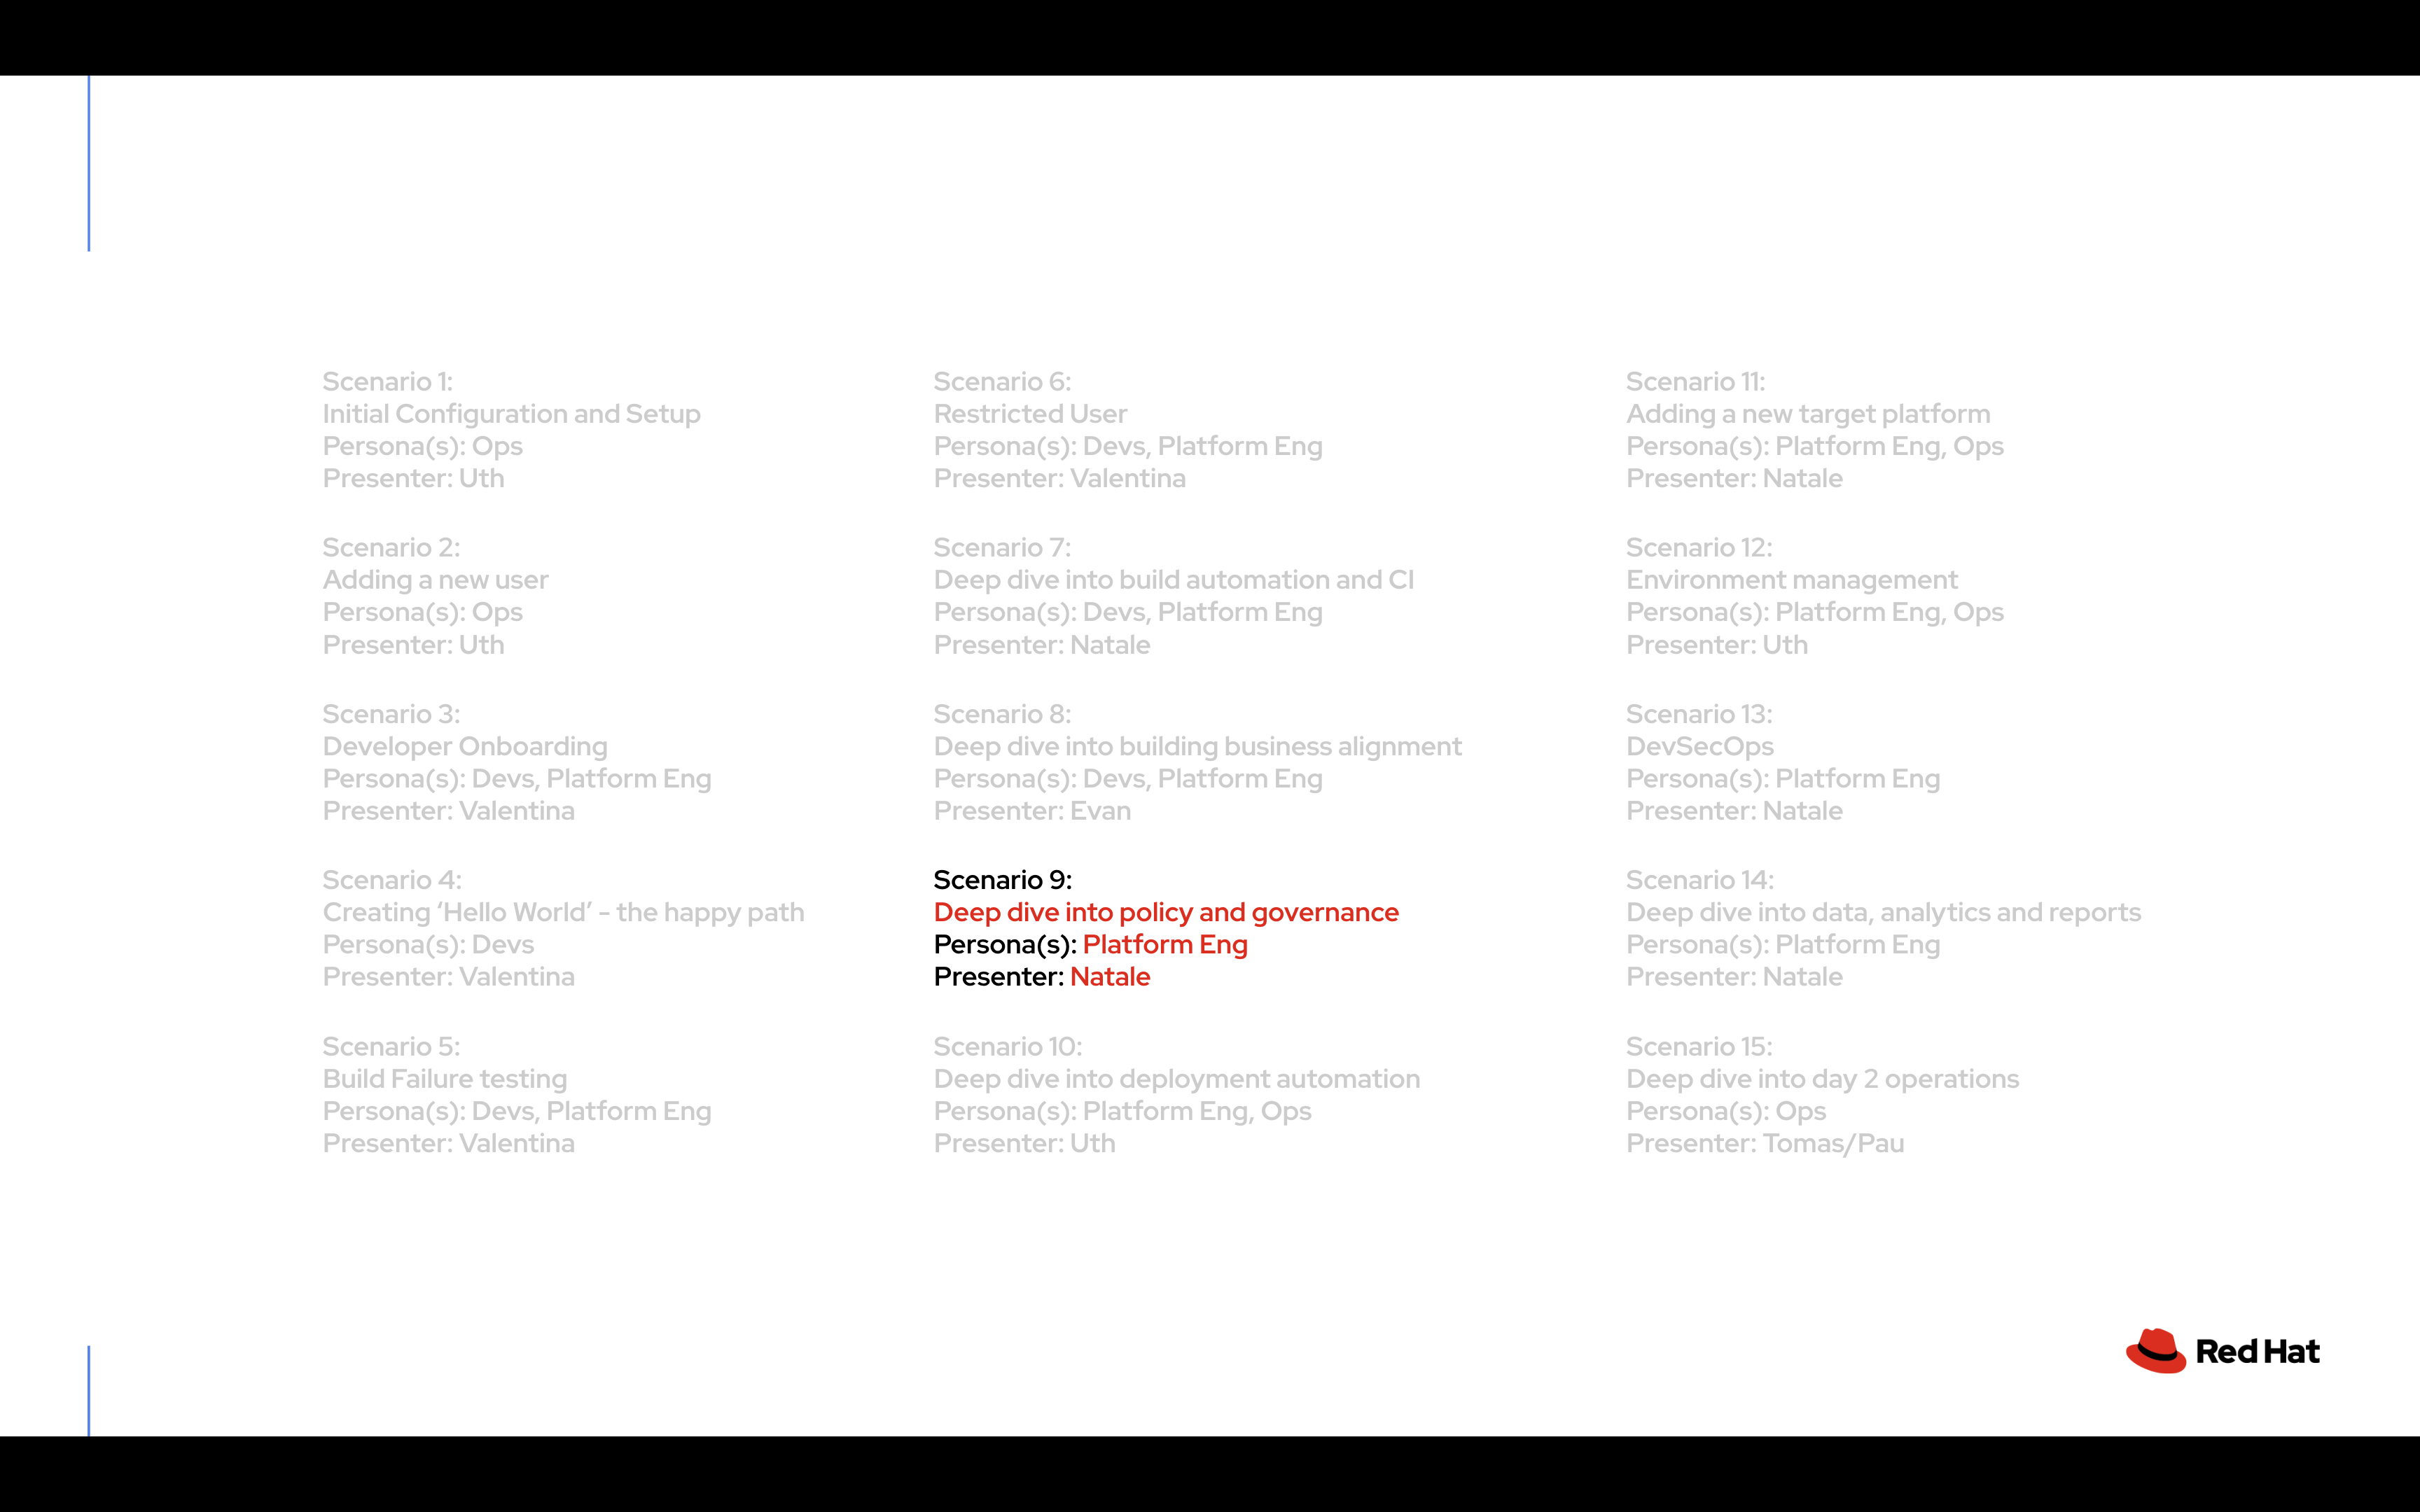 Scenario 1:
Initial Configuration and Setup
Persona(s): Ops
Presenter: Uth
Scenario 2:
Adding a new user
Persona(s): Ops
Presenter: Uth
Scenario 3:
Developer Onboarding
Persona(s): Devs, Platform Eng
Presenter: Valentina
Scenario 4:
Creating ‘Hello World’ - the happy path
Persona(s): Devs
Presenter: Valentina
Scenario 5:
Build Failure testing
Persona(s): Devs, Platform Eng
Presenter: Valentina
Scenario 6:
Restricted User
Persona(s): Devs, Platform Eng
Presenter: Valentina
Scenario 7:
Deep dive into build automation and CI
Persona(s): Devs, Platform Eng
Presenter: Natale
Scenario 8:
Deep dive into building business alignment
Persona(s): Devs, Platform Eng
Presenter: Evan
Scenario 9:
Deep dive into policy and governance
Persona(s): Platform Eng
Presenter: Natale
Scenario 10:
Deep dive into deployment automation
Persona(s): Platform Eng, Ops
Presenter: Uth
Scenario 11:
Adding a new target platform
Persona(s): Platform Eng, Ops
Presenter: Natale
Scenario 12:
Environment management
Persona(s): Platform Eng, Ops
Presenter: Uth
Scenario 13:
DevSecOps
Persona(s): Platform Eng
Presenter: Natale
Scenario 14:
Deep dive into data, analytics and reports
Persona(s): Platform Eng
Presenter: Natale
Scenario 15:
Deep dive into day 2 operations
Persona(s): Ops
Presenter: Tomas/Pau
Red Hat